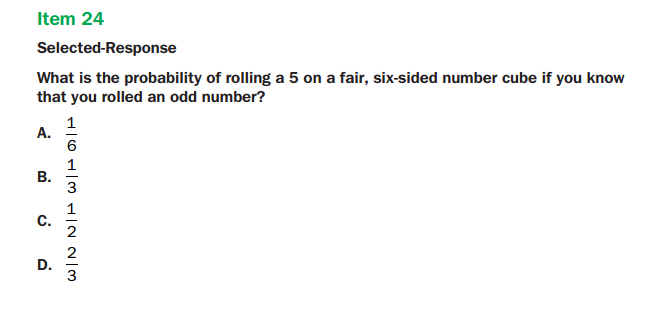 Item 24
Selected-Response
What is the probability of rolling a 5 on a fair, six-sided number cube if you know
that you rolled an odd number?
A. 1/6
B. 1/3
C. 1/2
D. 2/3